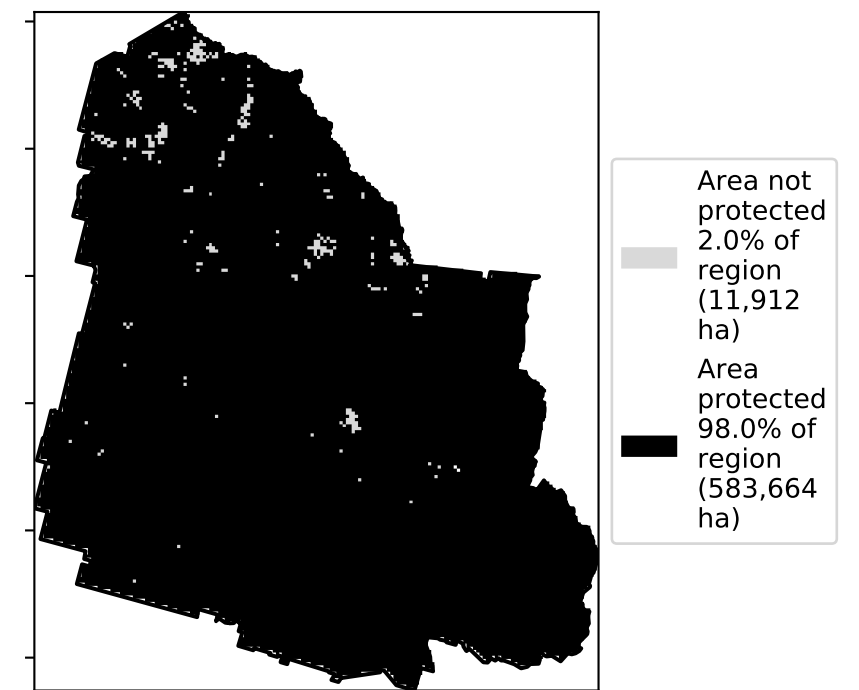 Area not
protected
2.0% of
region
(11,912
ha)
Area
protected
98.0% of
region
(583,664
ha)